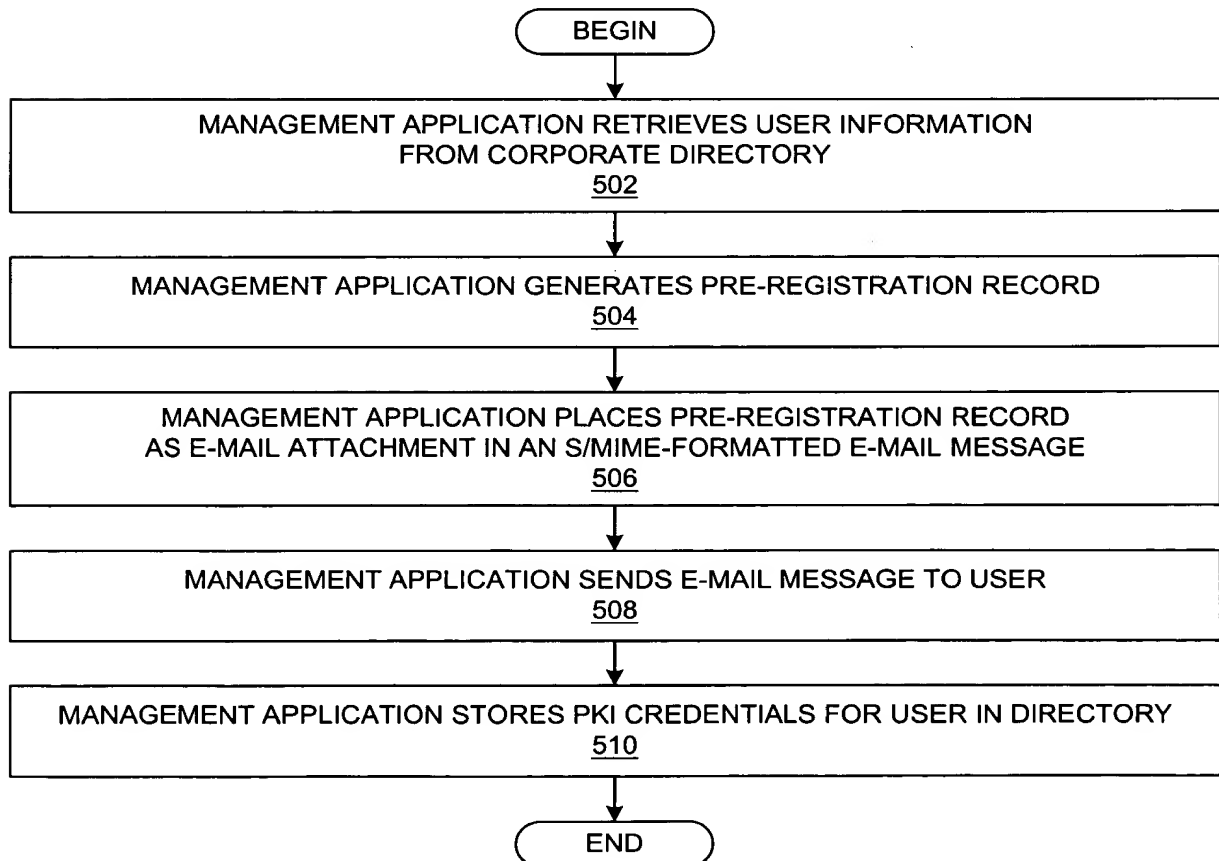 BEGIN
MANAGEMENT APPLICATION RETRIEVES USER INFORMATION
FROM CORPORATE DIRECTORY
502
MANAGEMENT APPLICATION GENERATES PRE-REGISTRATION RECORD
504
MANAGEMENT APPLICATION PLACES PRE-REGISTRATION RECORD
AS E-MAIL ATTACHMENT IN AN S/MIME-FORMATTED E-MAIL MESSAGE
506
MANAGEMENT APPLICATION SENDS E-MAIL MESSAGE TO USER
508
MANAGEMENT APPLICATION STORES PKI CREDENTIALS FOR USER IN DIRECTORY
510
END